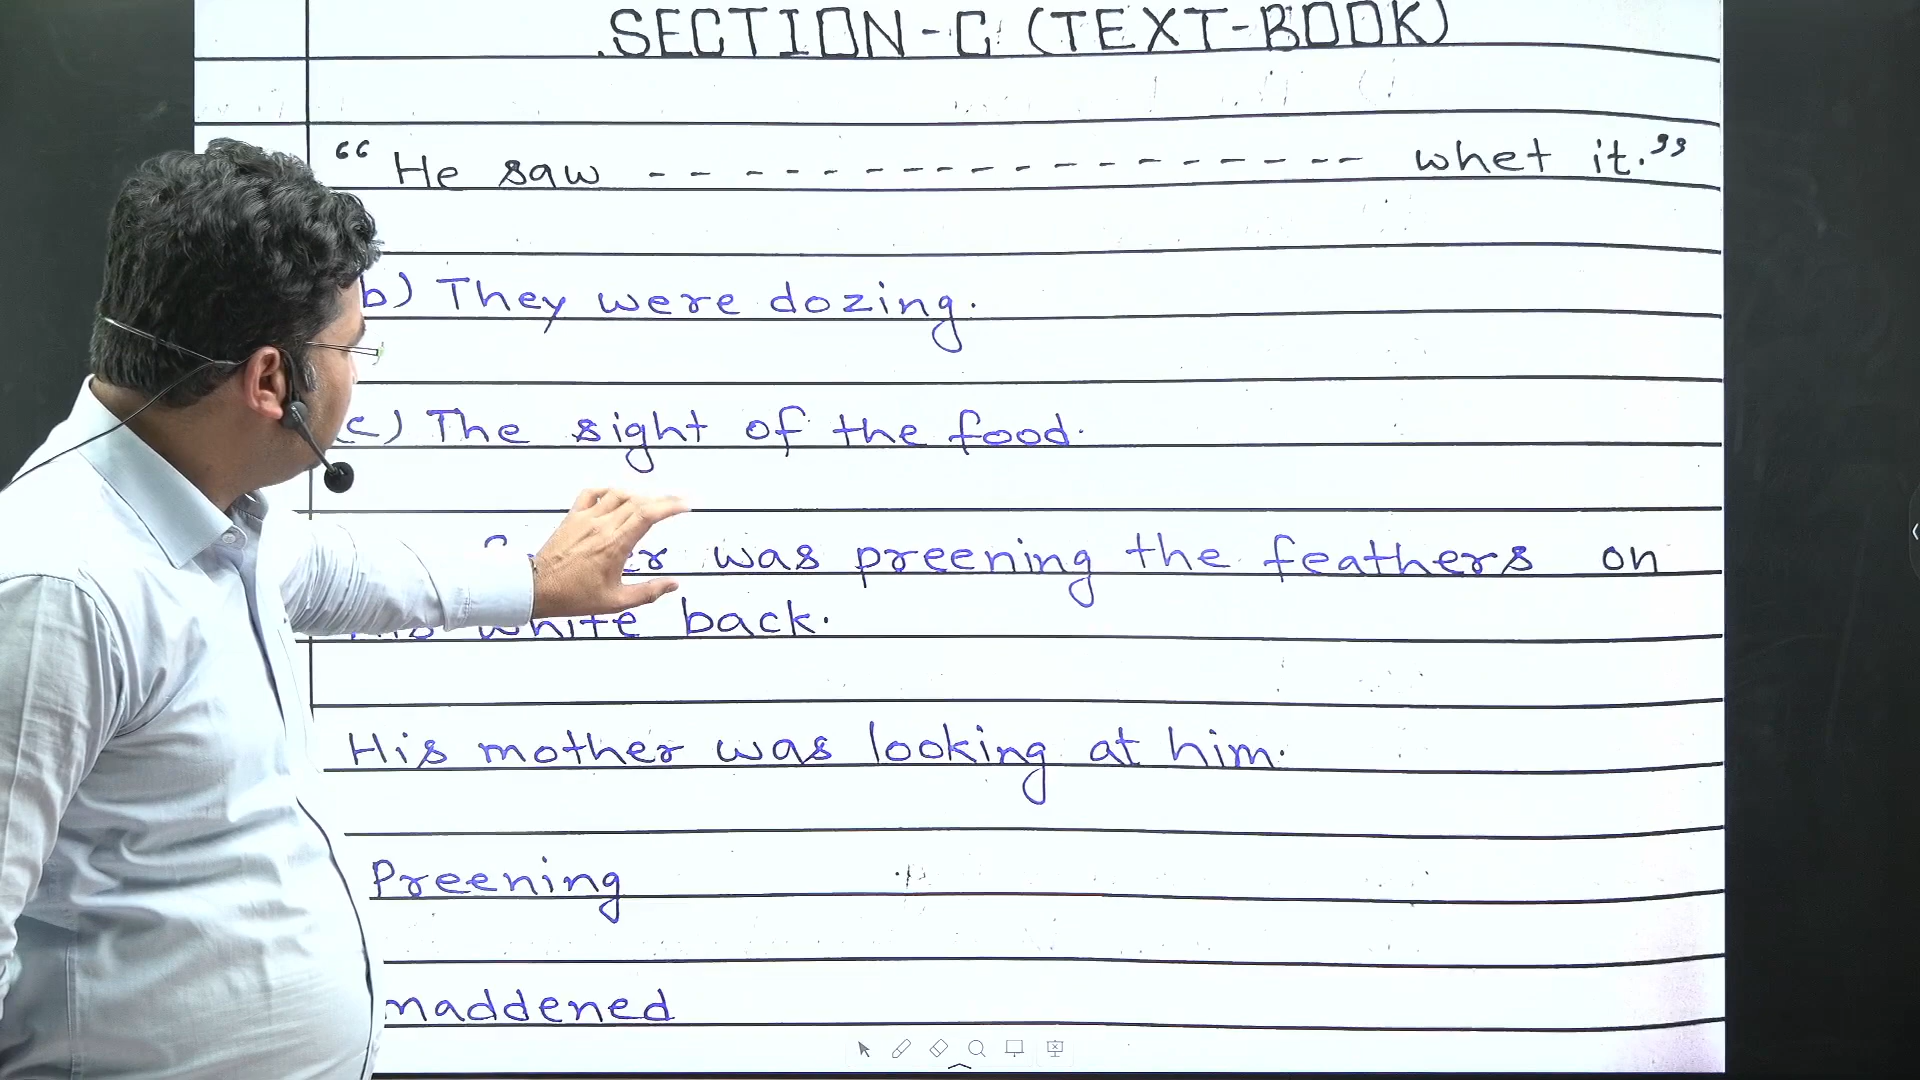 SECTION-C (TEXT-BOOK)
“He saw ------------------ whet it.”
b) They were dozing.
c) The sight of the food.
was preening the feathers on
white back.
His mother was looking at him.
Preening
maddened